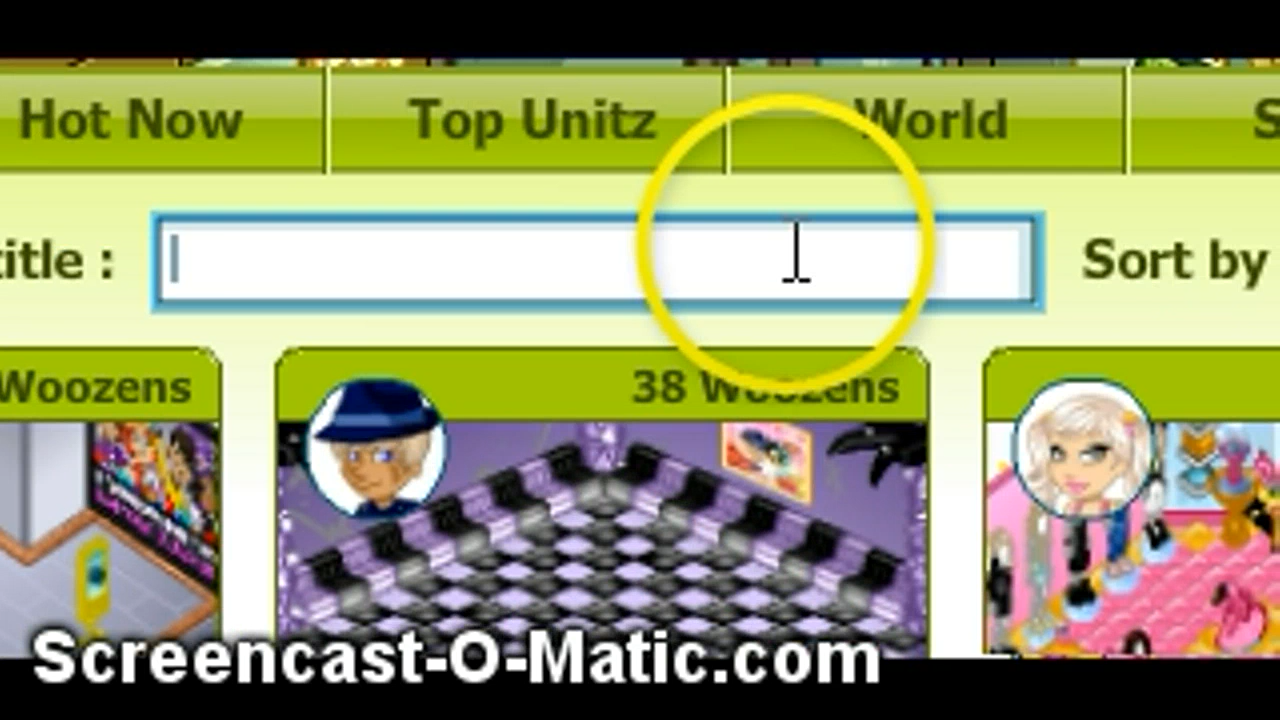 Hot Now
Top Unitz
World
S
itle :
Sort by
Woozens
38 Woozens
Screencast-O-Matic.com